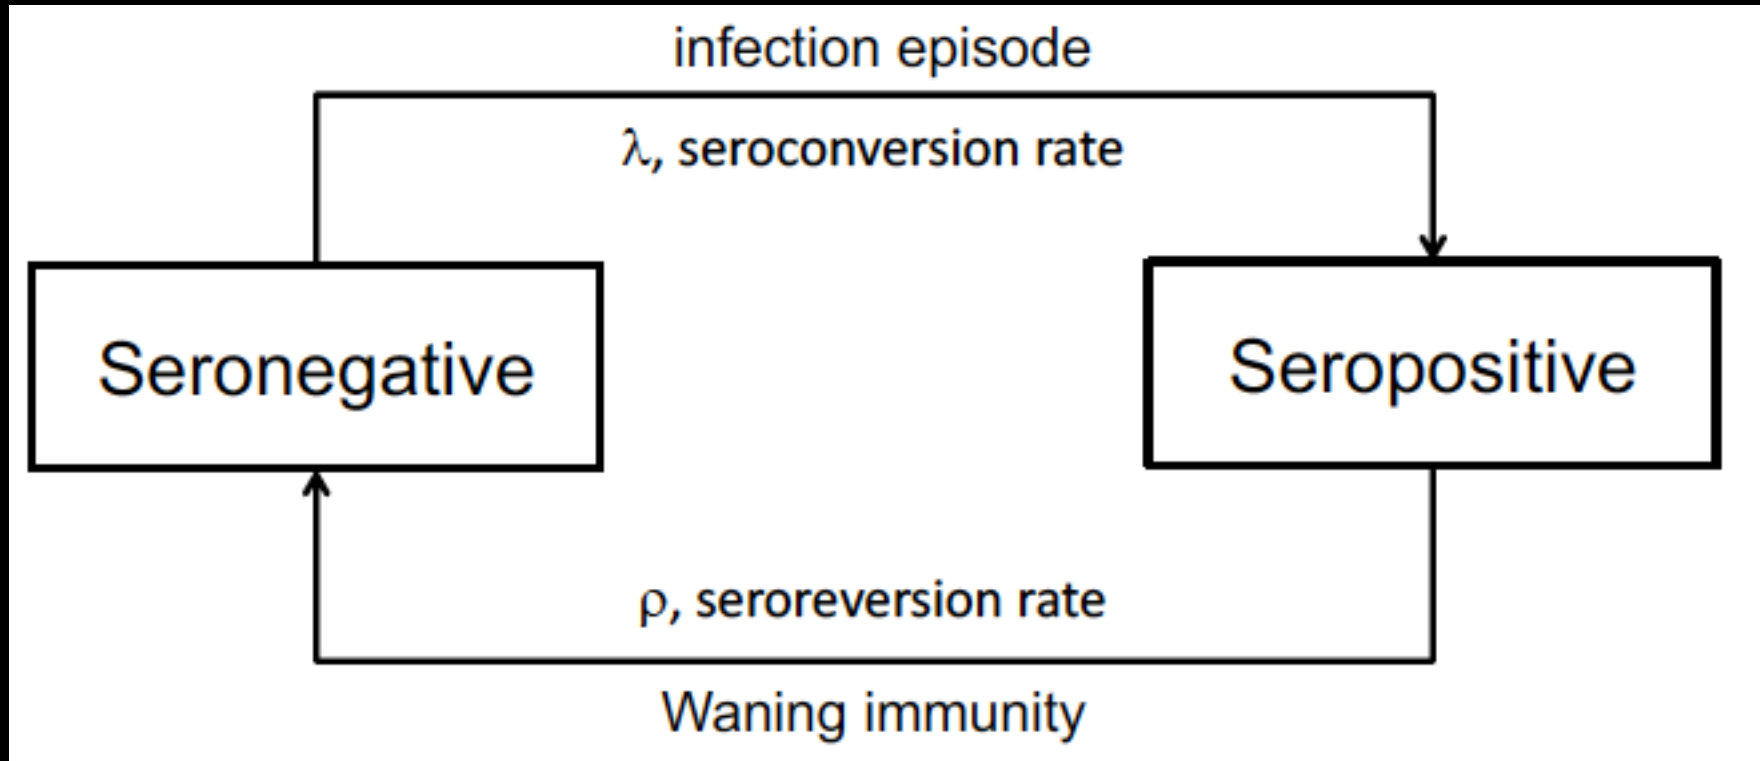 infection episode
λ, seroconversion rate
Seronegative
Seropositive
ρ, seroreversion rate
Waning immunity